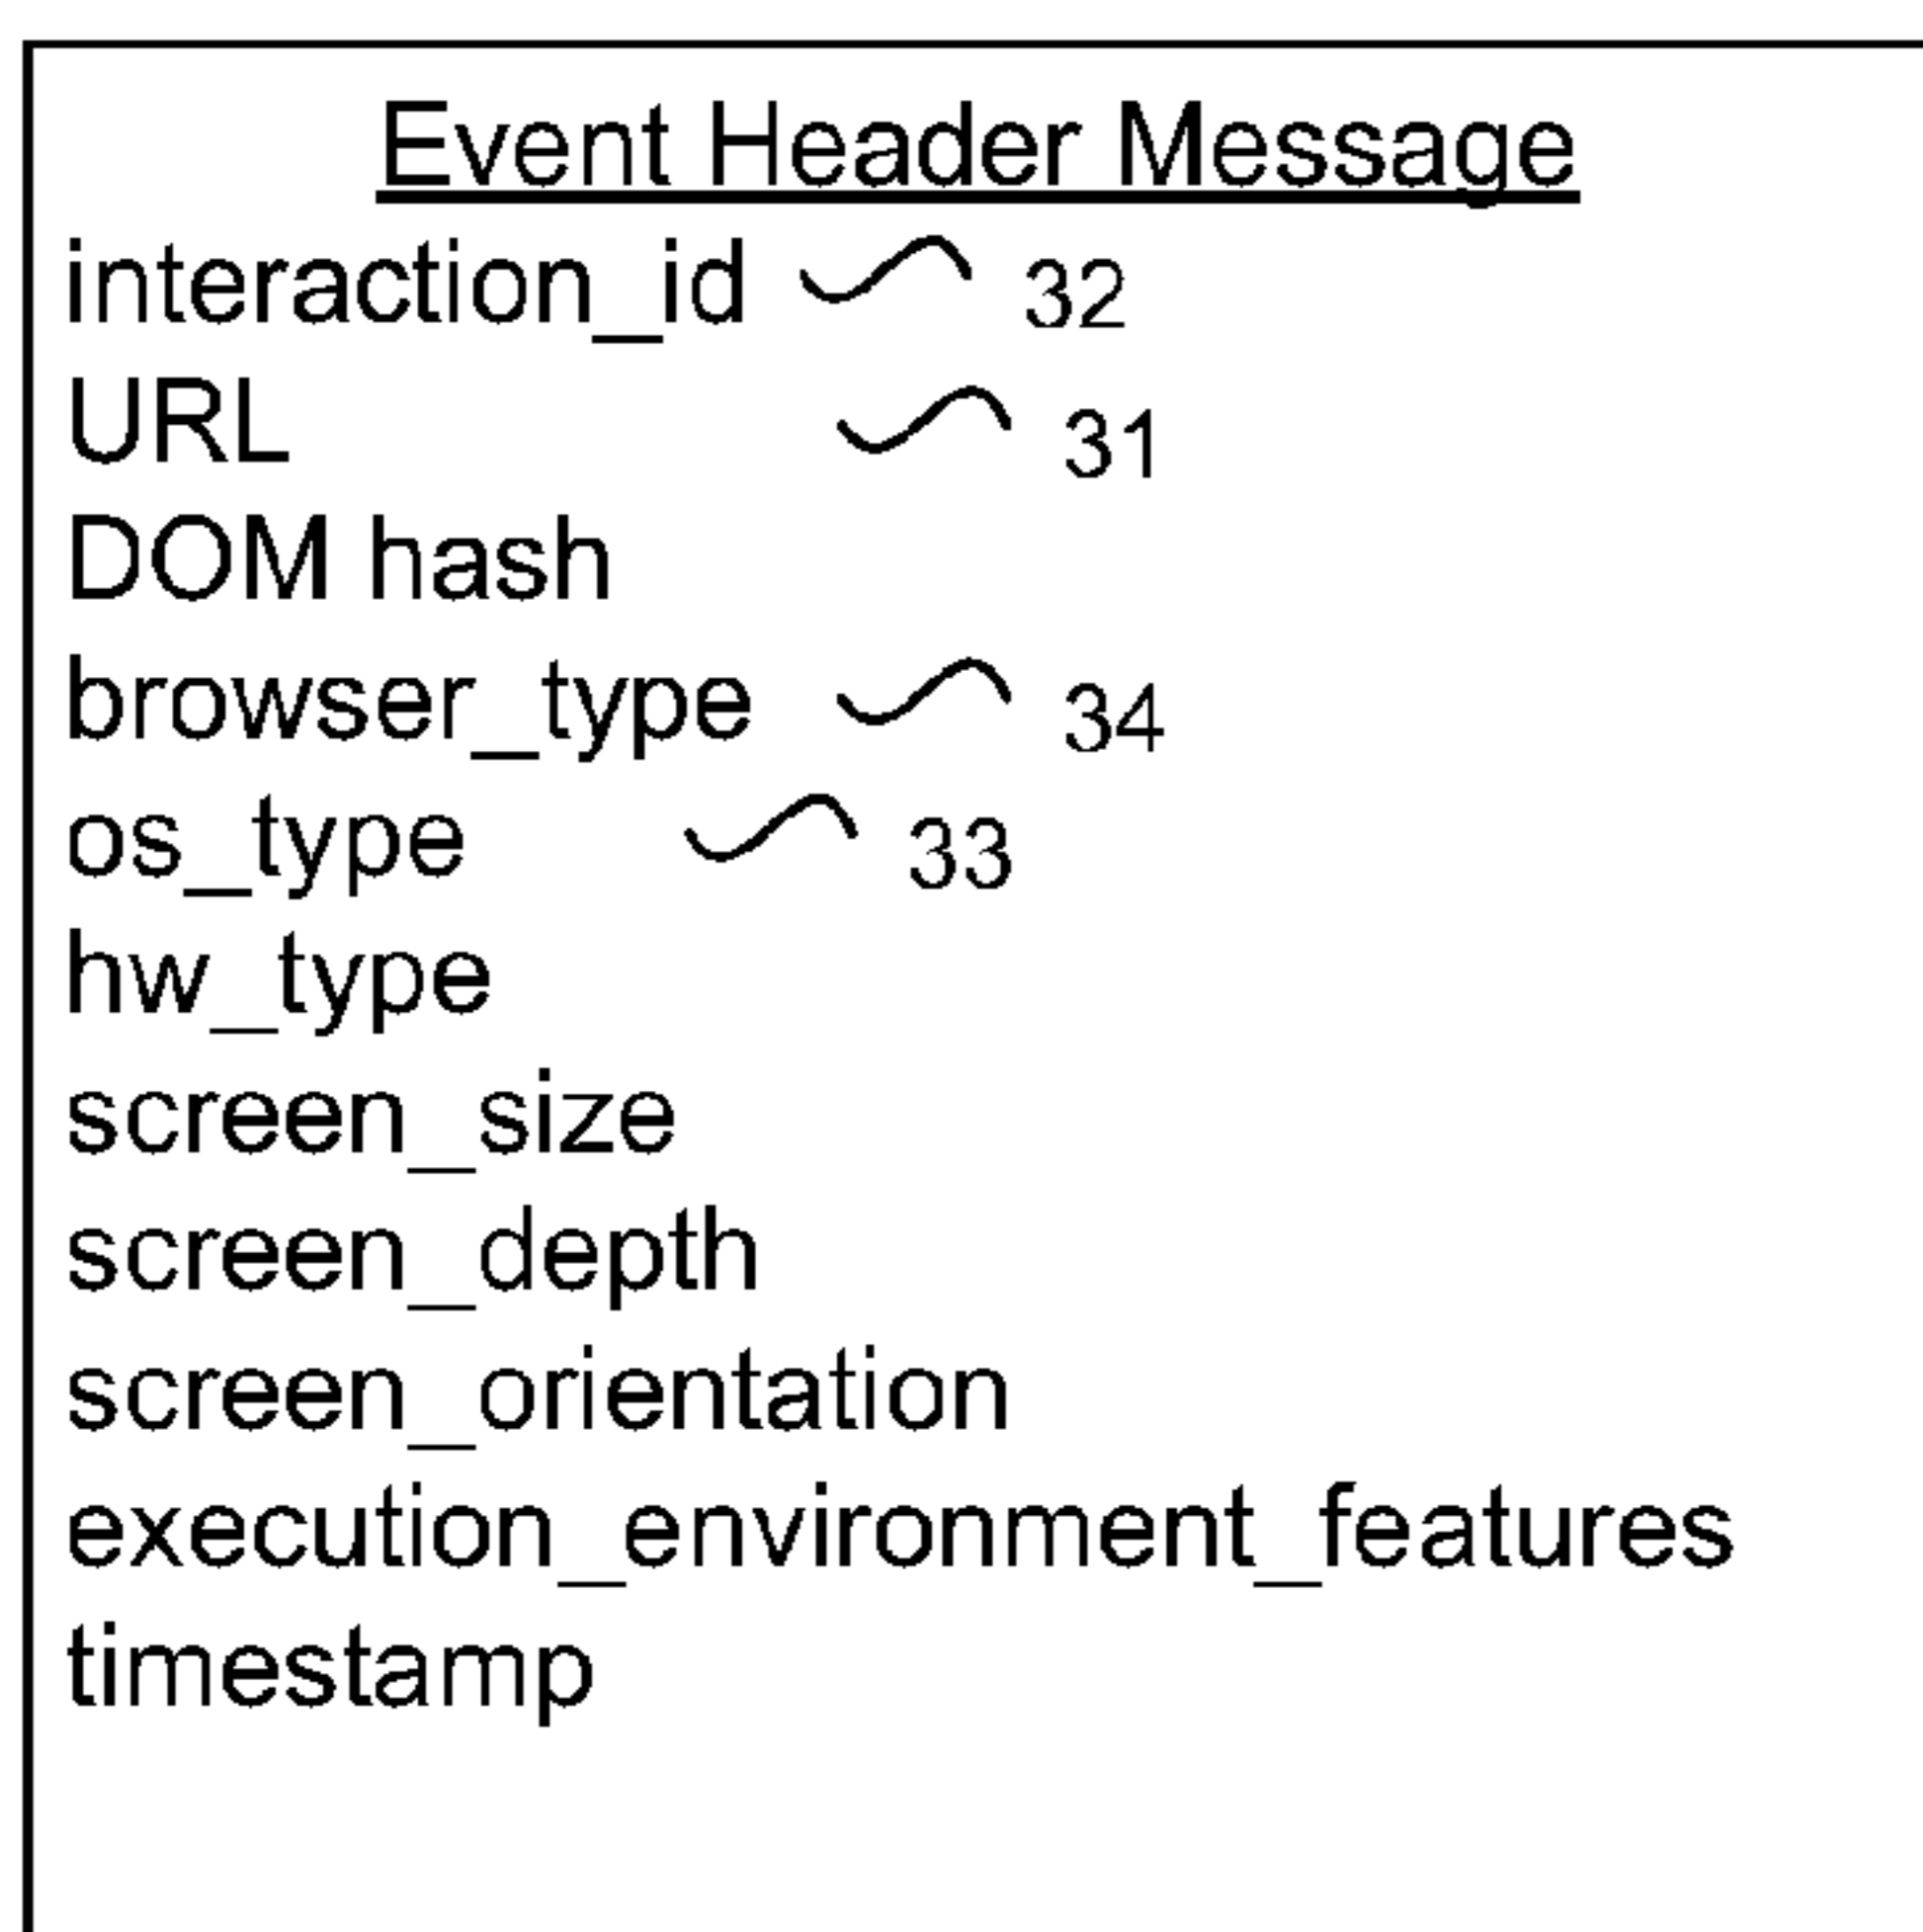 Event Header Message
interaction_id 32
URL 31
DOM hash
browser_type 34
os_type 33
hw_type
screen_size
screen_depth
screen_orientation
execution_environment_features
timestamp